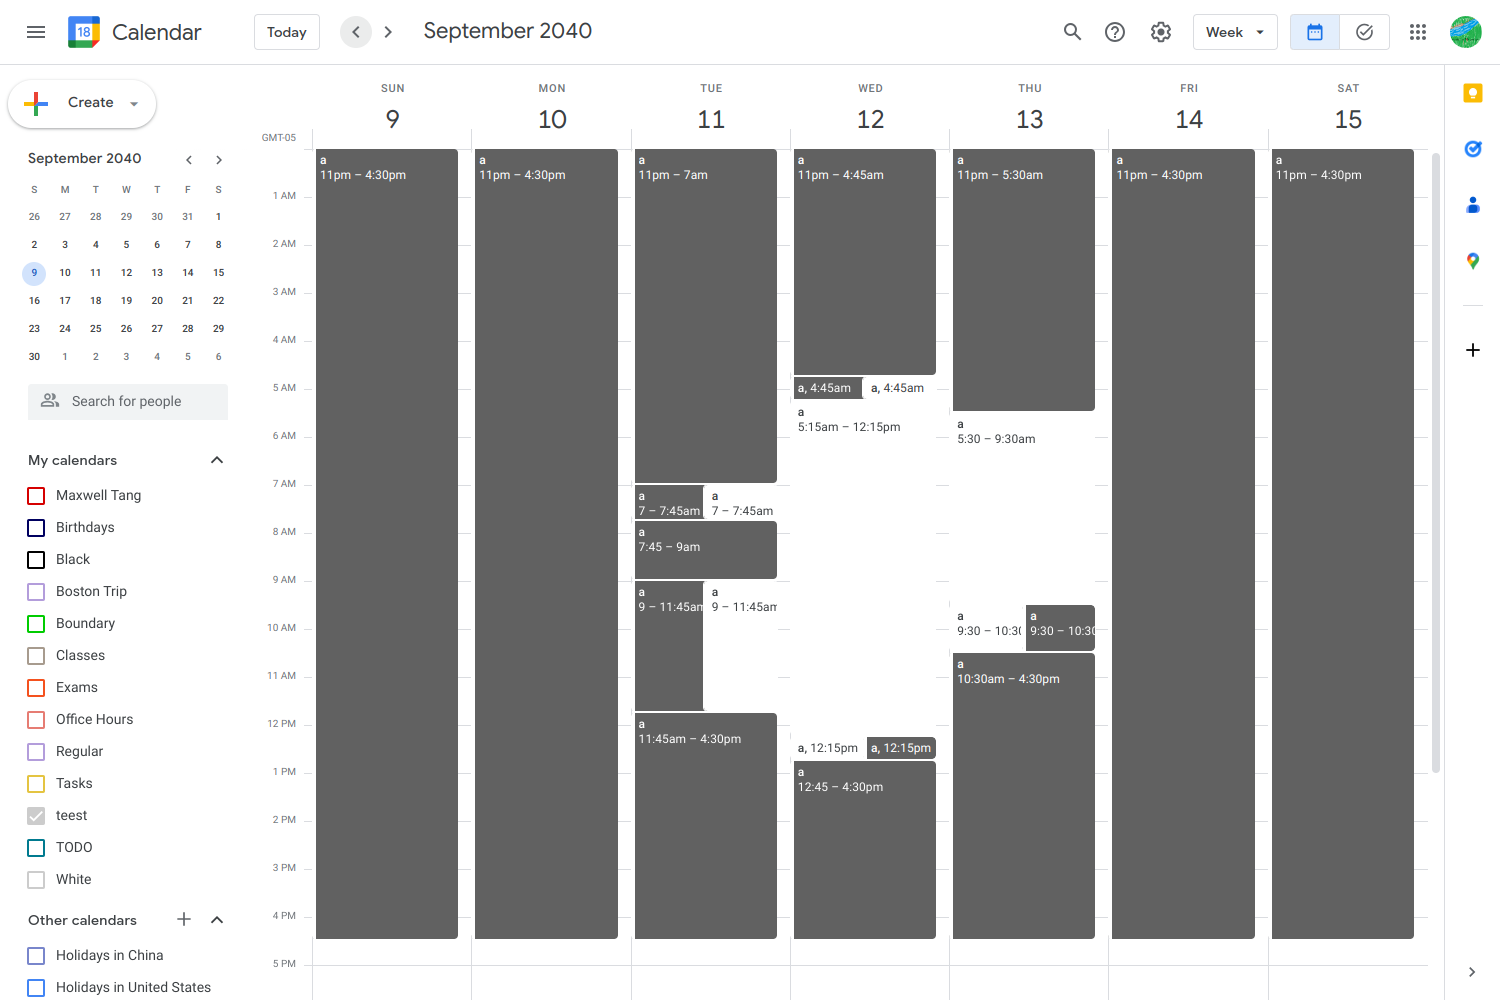 18 Calendar Today September 2040 Week
Create
September 2040
S M T W T F S
26 27 28 29 30 31 1
2 3 4 5 6 7 8
9 10 11 12 13 14 15
16 17 18 19 20 21 22
23 24 25 26 27 28 29
30 1 2 3 4 5 6
Search for people
My calendars
Maxwell Tang
Birthdays
Black
Boston Trip
Boundary
Classes
Exams
Office Hours
Regular
Tasks
teest
TODO
White
Other calendars
Holidays in China
Holidays in United States
SUN MON TUE WED THU FRI SAT
9 10 11 12 13 14 15
GMT-05
1 AM
2 AM
3 AM
4 AM
5 AM
6 AM
7 AM
8 AM
9 AM
10 AM
11 AM
12 PM
1 PM
2 PM
3 PM
4 PM
5 PM
a
11pm – 4:30pm
a
11pm – 4:30pm
a
11pm – 7am
a
7 – 7:45am
a
7 – 7:45am
a
7:45 – 9am
a
9 – 11:45am
a
9 – 11:45am
a
11:45am – 4:30pm
a
11pm – 4:45am
a, 4:45am
a, 4:45am
a
5:15am – 12:15pm
a, 12:15pm
a, 12:15pm
a
12:45 – 4:30pm
a
11pm – 5:30am
a
5:30 – 9:30am
a
9:30 – 10:30
a
9:30 – 10:30
a
10:30am – 4:30pm
a
11pm – 4:30pm
a
11pm – 4:30pm